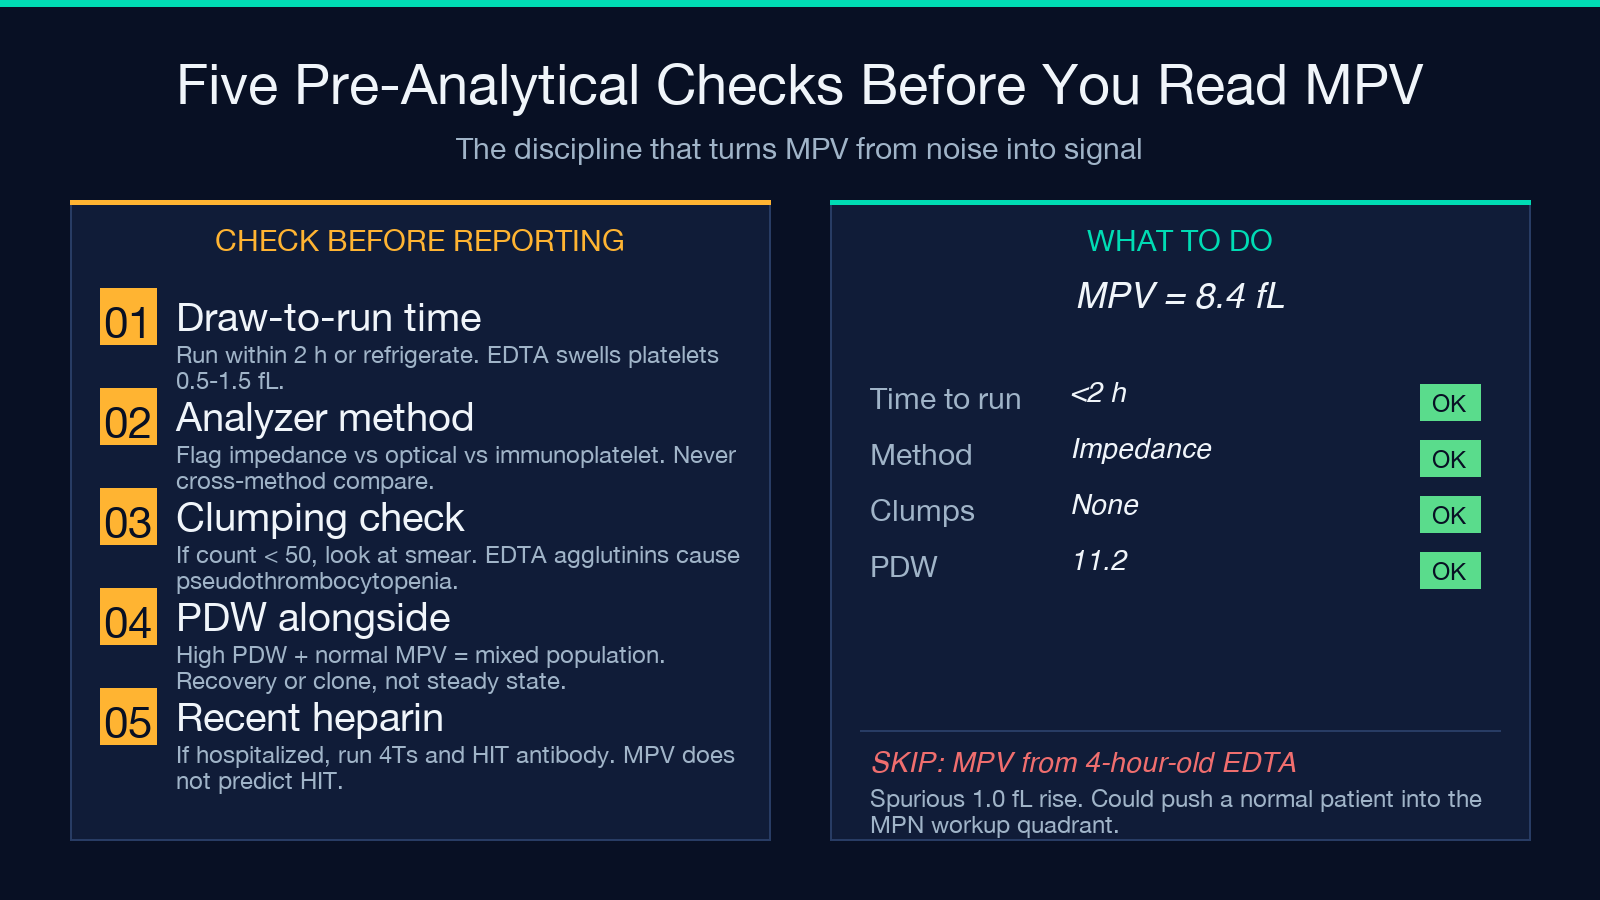 Five Pre-Analytical Checks Before You Read MPV
The discipline that turns MPV from noise into signal
CHECK BEFORE REPORTING
01
Draw-to-run time
Run within 2 h or refrigerate. EDTA swells platelets
0.5-1.5 fL.
02
Analyzer method
Flag impedance vs optical vs immunoplatelet. Never
cross-method compare.
03
Clumping check
If count < 50, look at smear. EDTA agglutinins cause
pseudothrombocytopenia.
04
PDW alongside
High PDW + normal MPV = mixed population.
Recovery or clone, not steady state.
05
Recent heparin
If hospitalized, run 4Ts and HIT antibody. MPV does
not predict HIT.
WHAT TO DO
MPV = 8.4 fL
Time to run <2 h OK
Method Impedance OK
Clumps None OK
PDW 11.2 OK
SKIP: MPV from 4-hour-old EDTA
Spurious 1.0 fL rise. Could push a normal patient into the
MPN workup quadrant.